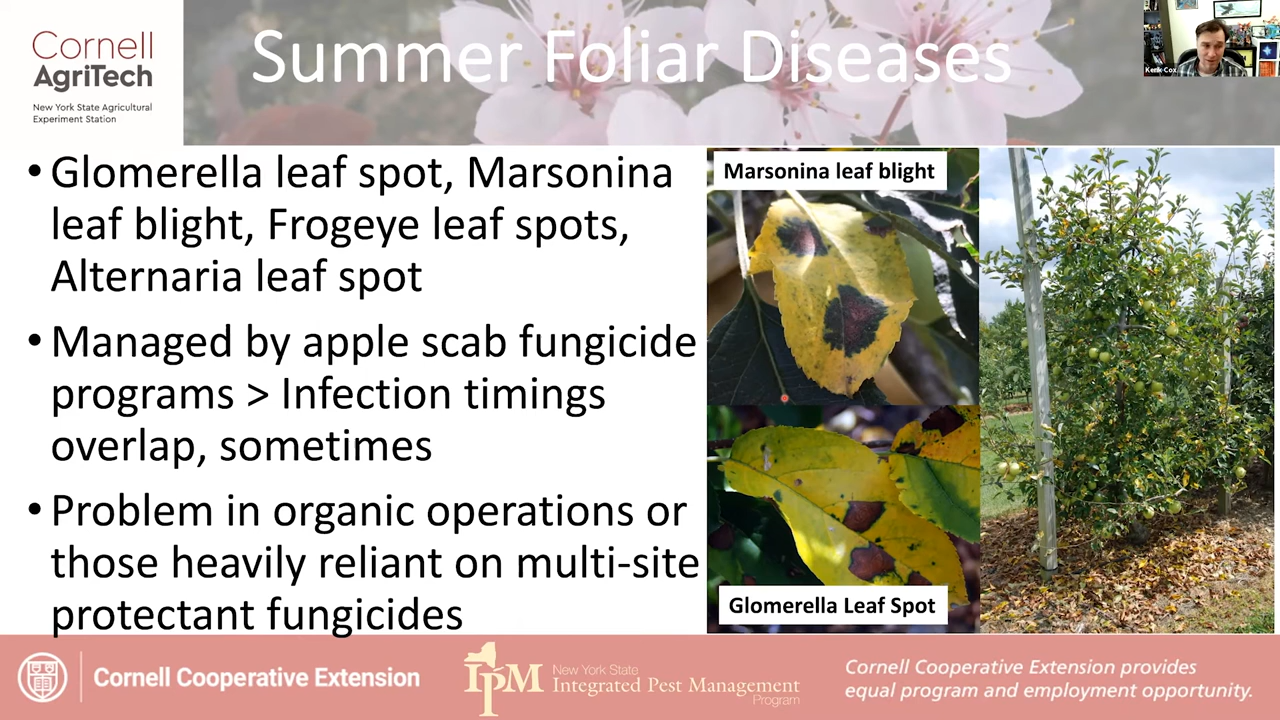 Cornell
AgriTech
New York State Agricultural
Experiment Station
Summer Foliar Diseases
Kerik Cox
• Glomerella leaf spot, Marsonina
leaf blight, Frogeye leaf spots,
Alternaria leaf spot
• Managed by apple scab fungicide
programs > Infection timings
overlap, sometimes
• Problem in organic operations or
those heavily reliant on multi-site
protectant fungicides
Marsonina leaf blight
Glomerella Leaf Spot
Cornell Cooperative Extension
IPM
New York State
Integrated Pest Management
Program
Cornell Cooperative Extension provides
equal program and employment opportunity.